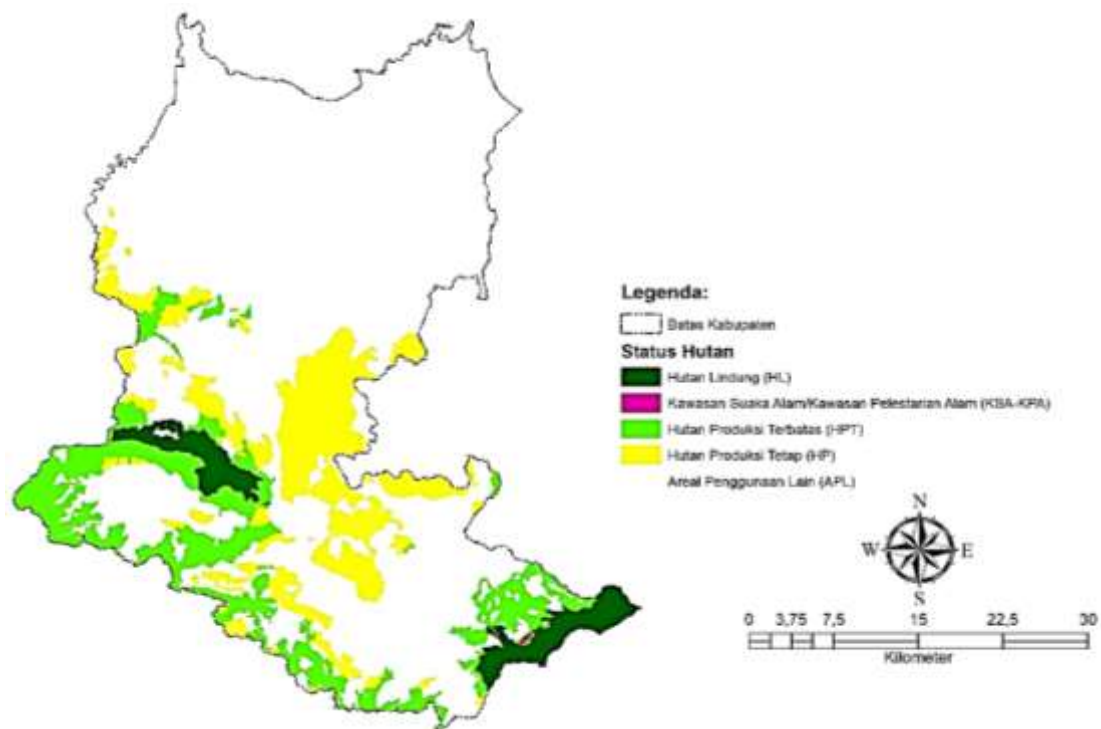 Legenda:
Batas Kabupaten
Status Hutan
Hutan Lindung (HL)
Kawasan Suaka Alam/Kawasan Pelestarian Alam (KSA-KPA)
Hutan Produksi Terbatas (HPT)
Hutan Produksi Tetap (HP)
Areal Penggunaan Lain (APL)
N
W E
S
0 3,75 7,5 15 22,5 30
Kilometer